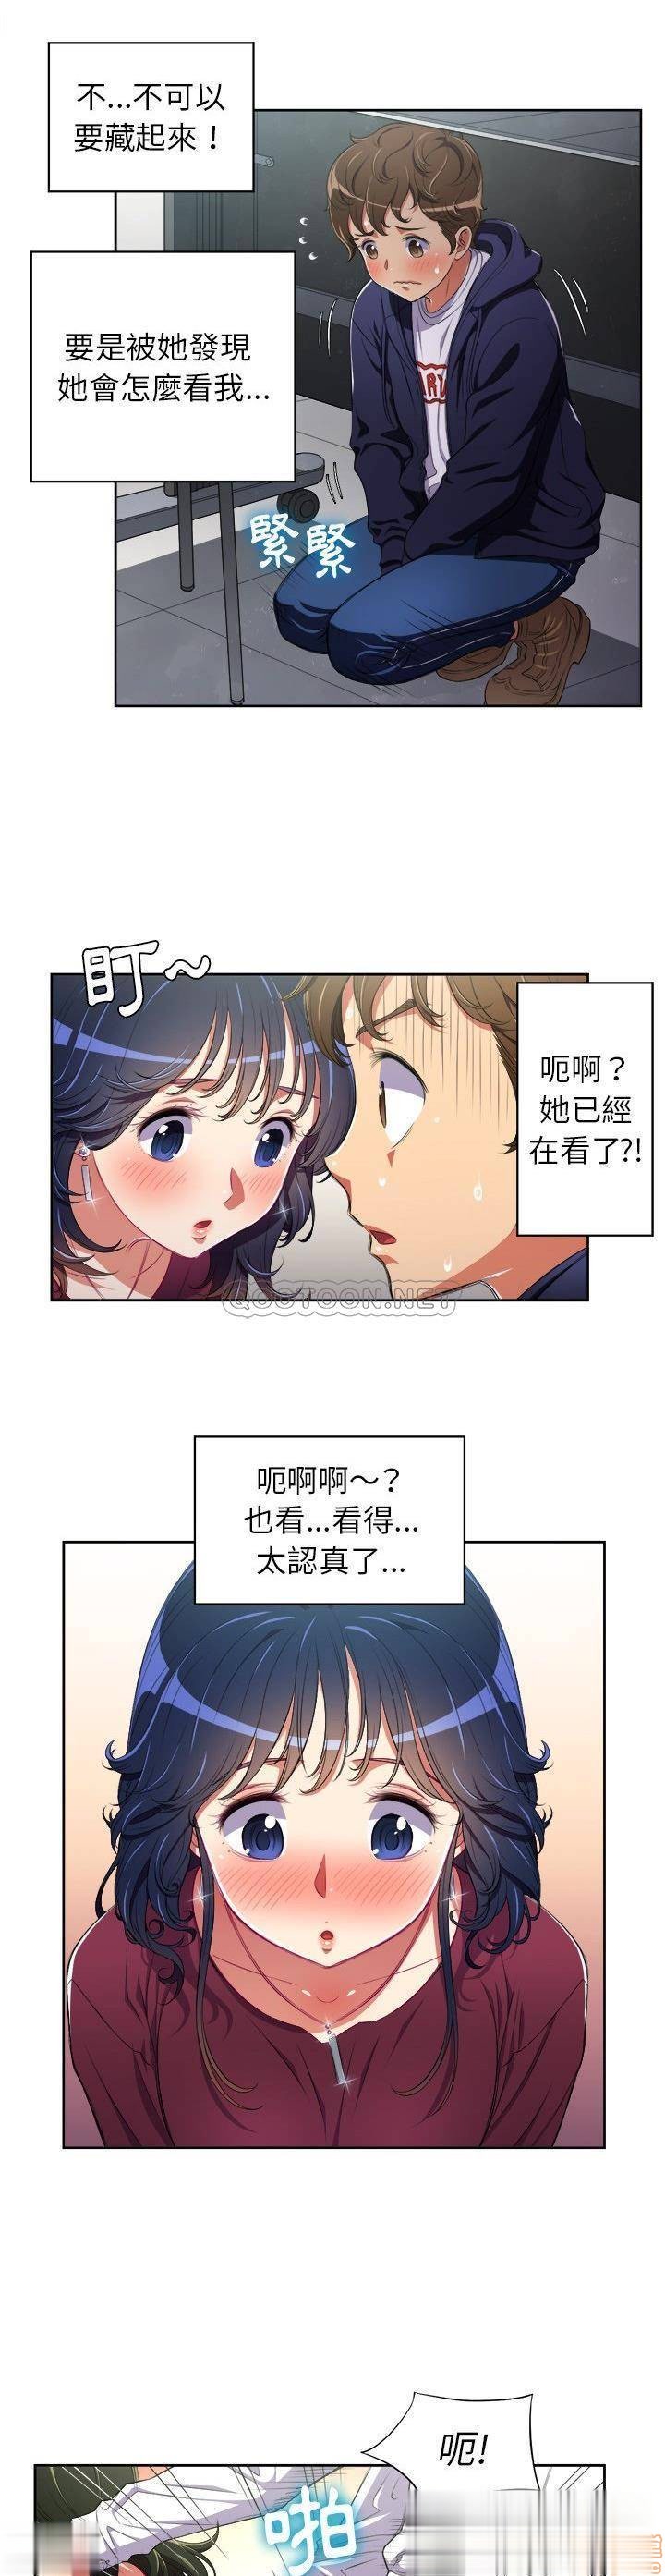 不...不可以
要藏起來！
要是被她發現
她會怎麼看我...
ARY
緊緊
盯～
呃啊？
她已經
在看了?!
QOOTOON.NET
呃啊啊～？
也看...看得...
太認真了...
呃!
啪